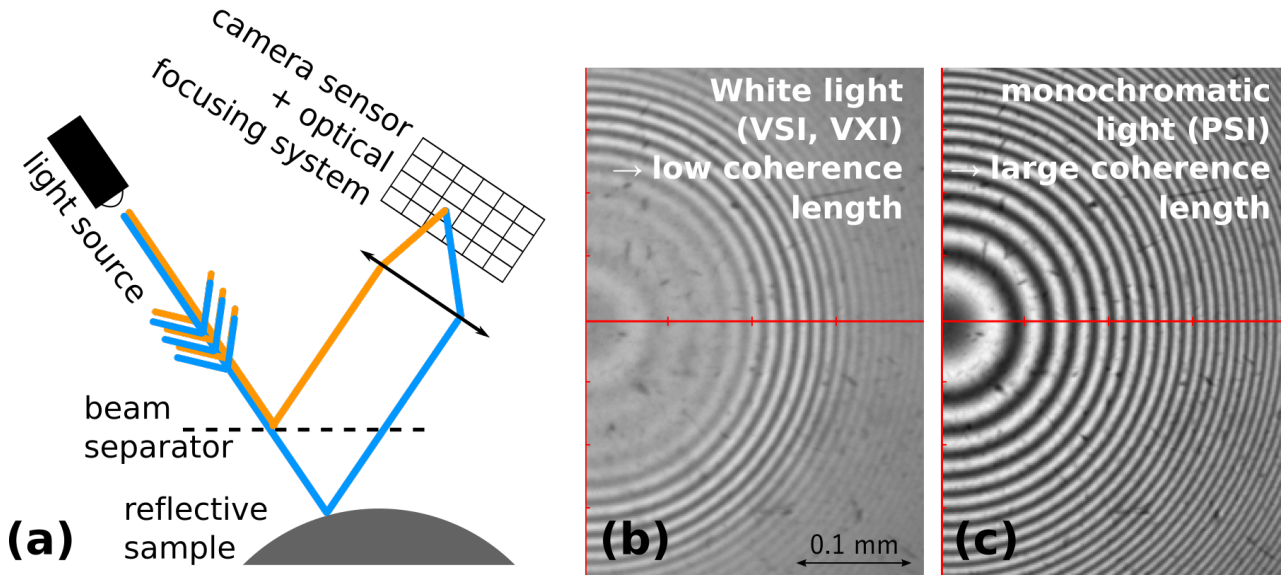 camera sensor
+ optical
focusing system
light source
beam
separator
reflective
sample
(a)
White light
(VSI, VXI)
→ low coherence
length
(b)
0.1 mm
monochromatic
light (PSI)
→ large coherence
length
(c)